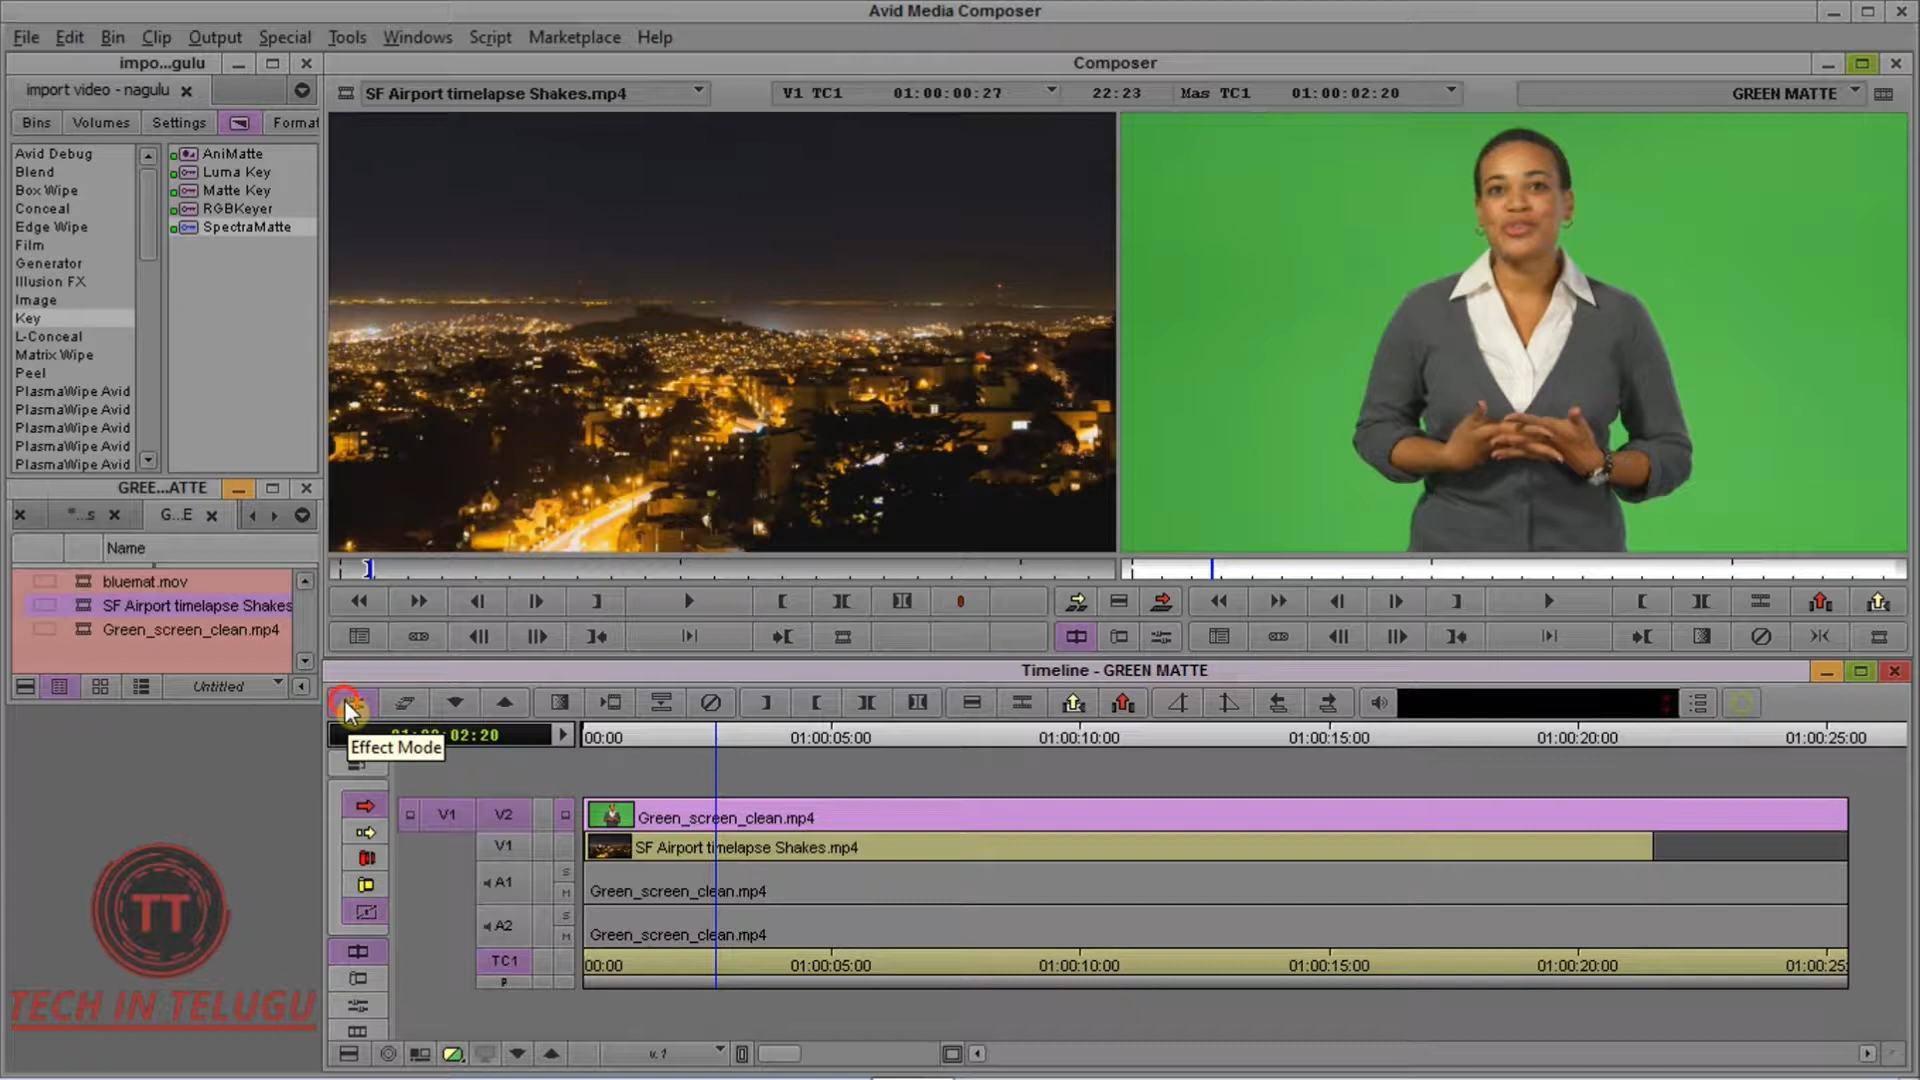 Avid Media Composer
File Edit Bin Clip Output Special Tools Windows Script Marketplace Help
impo...gulu
Composer
import video - nagulu
SF Airport timelapse Shakes.mp4
V1 TC1 01:00:00:27
22:23
Mas TC1 01:00:02:20
GREEN MATTE
Bins Volumes Settings Format
Avid Debug
Blend
Box Wipe
Conceal
Edge Wipe
Film
Generator
Illusion FX
Image
Key
L-Conceal
Matrix Wipe
Peel
PlasmaWipe Avid
PlasmaWipe Avid
PlasmaWipe Avid
PlasmaWipe Avid
PlasmaWipe Avid
AniMatte
Luma Key
Matte Key
RGBKeyer
SpectraMatte
GREE...ATTE
*...s
G...E
Name
bluemat.mov
SF Airport timelapse Shakes
Green_screen_clean.mp4
Untitled
Timeline - GREEN MATTE
02:20
Effect Mode
00:00 01:00:05:00 01:00:10:00 01:00:15:00 01:00:20:00 01:00:25:00
V1 V2 Green_screen_clean.mp4
V1 SF Airport timelapse Shakes.mp4
A1 S M Green_screen_clean.mp4
A2 S M Green_screen_clean.mp4
TC1 00:00 01:00:05:00 01:00:10:00 01:00:15:00 01:00:20:00 01:00:25:
P
v.1
TT
TECH IN TELUGU